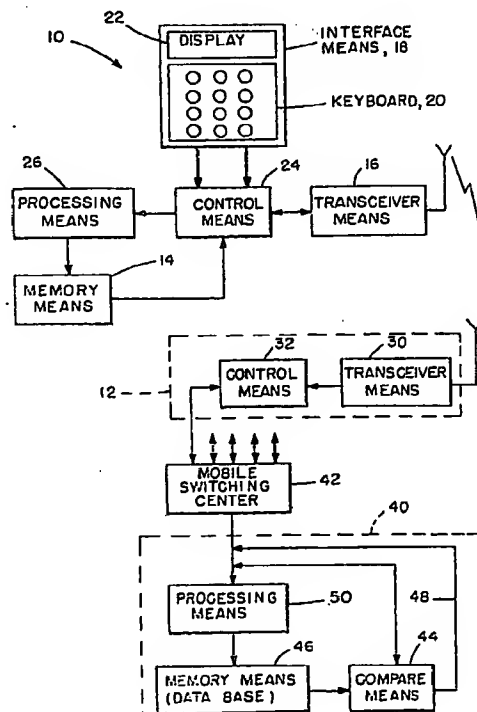 22
DISPLAY
INTERFACE
MEANS, 18
10
KEYBOARD, 20
26
24
16
PROCESSING
MEANS
CONTROL
MEANS
TRANSCEIVER
MEANS
14
MEMORY
MEANS
32
30
12
CONTROL
MEANS
TRANSCEIVER
MEANS
MOBILE
SWITCHING
CENTER
42
40
PROCESSING
MEANS
50
48
46
44
MEMORY MEANS
(DATA BASE)
COMPARE
MEANS